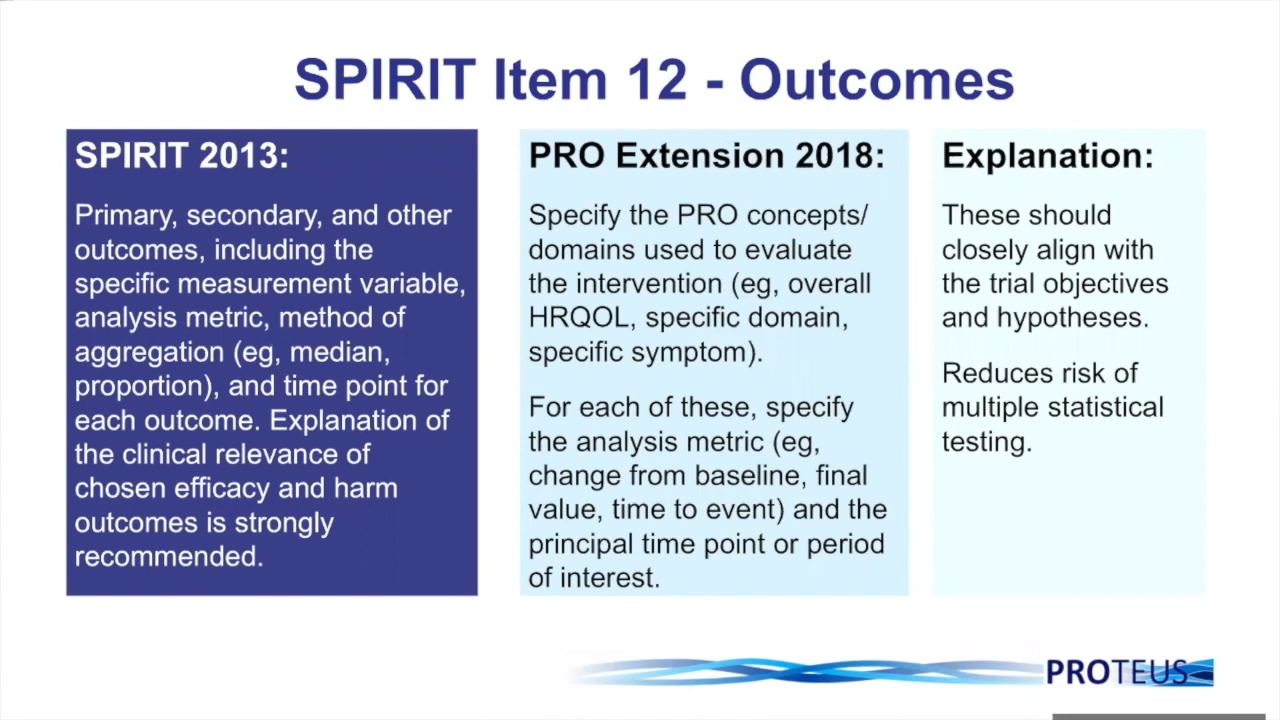 SPIRIT Item 12 - Outcomes
SPIRIT 2013:
Primary, secondary, and other
outcomes, including the
specific measurement variable,
analysis metric, method of
aggregation (eg, median,
proportion), and time point for
each outcome. Explanation of
the clinical relevance of
chosen efficacy and harm
outcomes is strongly
recommended.
PRO Extension 2018:
Specify the PRO concepts/
domains used to evaluate
the intervention (eg, overall
HRQOL, specific domain,
specific symptom).
For each of these, specify
the analysis metric (eg,
change from baseline, final
value, time to event) and the
principal time point or period
of interest.
Explanation:
These should
closely align with
the trial objectives
and hypotheses.
Reduces risk of
multiple statistical
testing.
PROTEUS